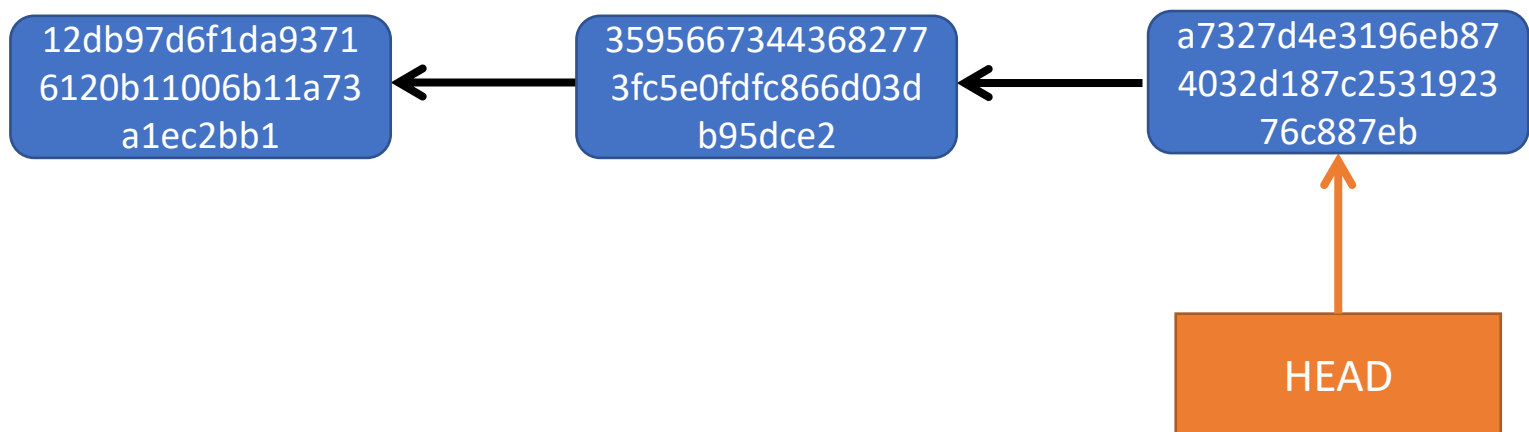 12db97d6f1da9371
6120b11006b11a73
a1ec2bb1
3595667344368277
3fc5e0fdfc866d03d
b95dce2
a7327d4e3196eb87
4032d187c2531923
76c887eb
HEAD